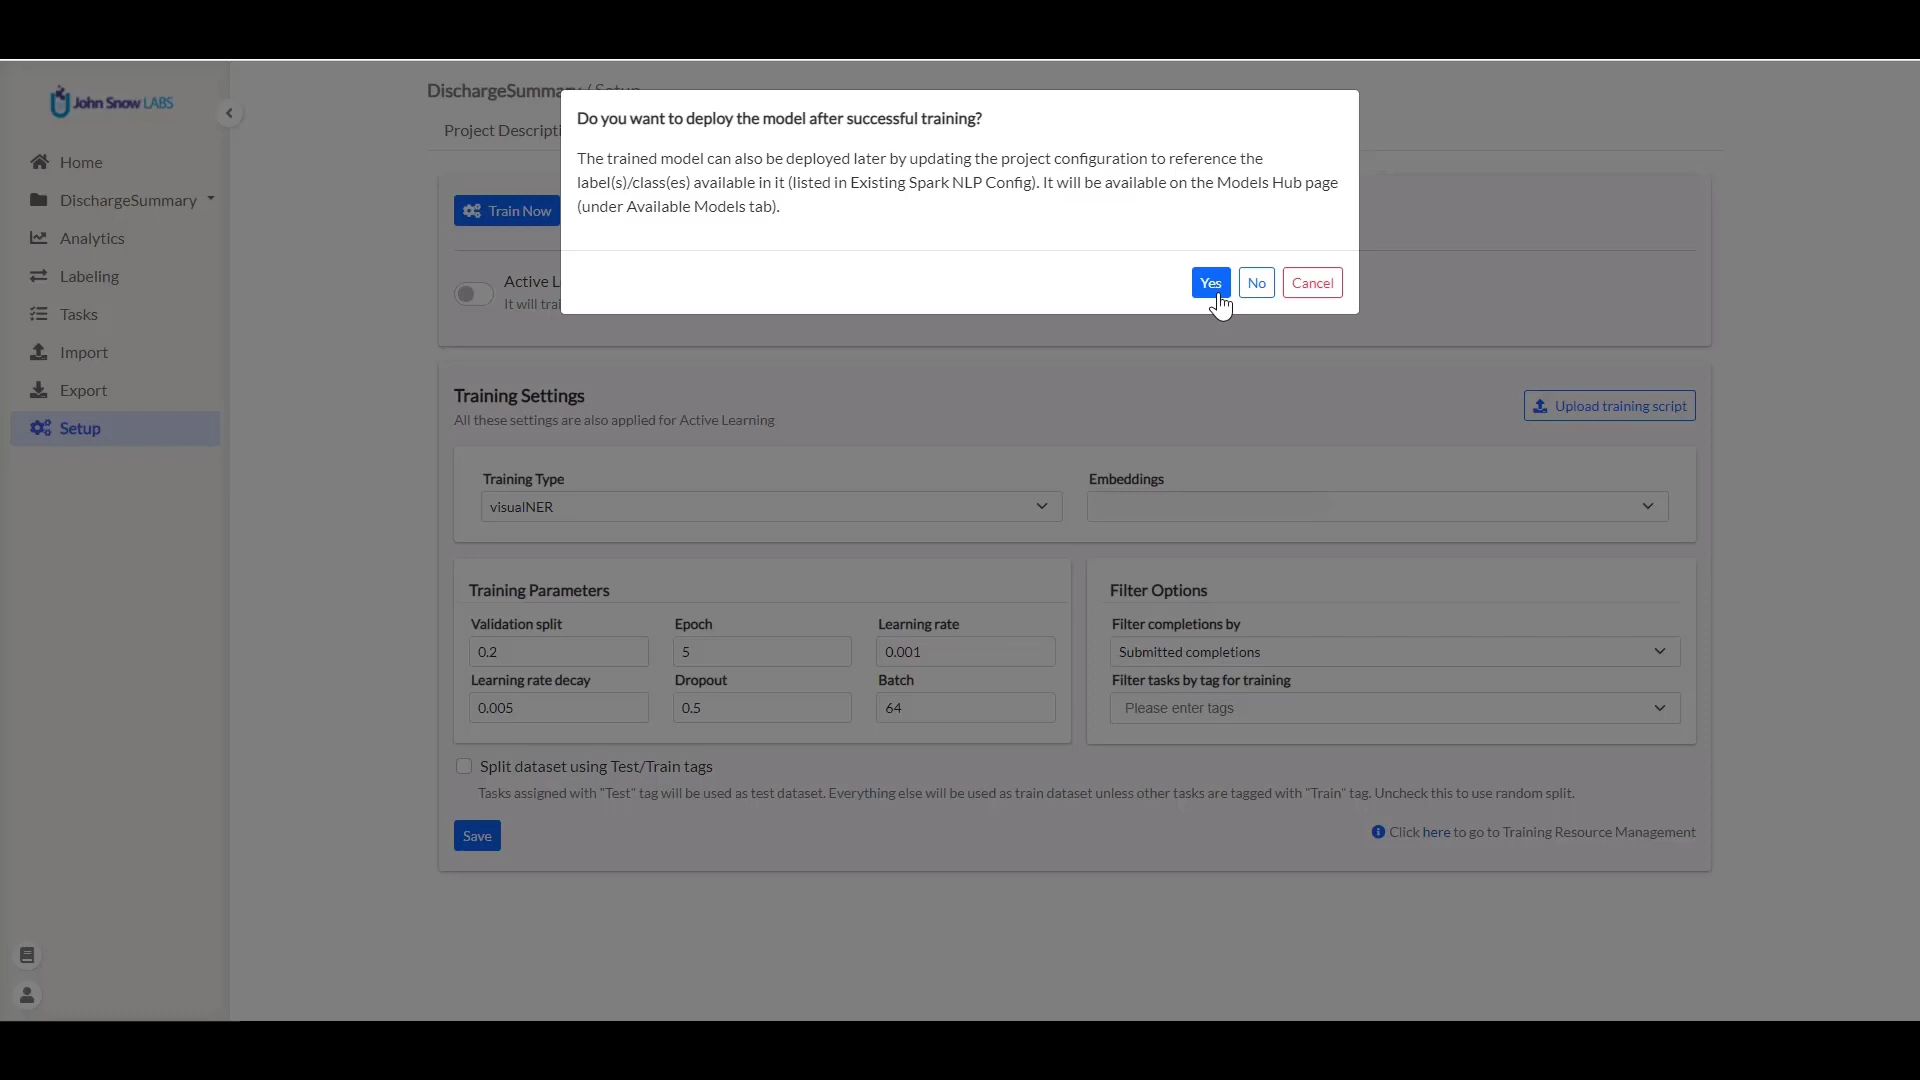 John Snow LABS
Home
DischargeSummary
Analytics
Labeling
Tasks
Import
Export
Setup
DischargeSummary / Setup
Project Descripti
Do you want to deploy the model after successful training?
The trained model can also be deployed later by updating the project configuration to reference the
label(s)/class(es) available in it (listed in Existing Spark NLP Config). It will be available on the Models Hub page
(under Available Models tab).
Yes No Cancel
Train Now
Active L
It will trai
Training Settings
All these settings are also applied for Active Learning
Upload training script
Training Type Embeddings
visualNER
Training Parameters
Validation split Epoch Learning rate
0.2 5 0.001
Learning rate decay Dropout Batch
0.005 0.5 64
Filter Options
Filter completions by
Submitted completions
Filter tasks by tag for training
Please enter tags
Split dataset using Test/Train tags
Tasks assigned with "Test" tag will be used as test dataset. Everything else will be used as train dataset unless other tasks are tagged with "Train" tag. Uncheck this to use random split.
Save
Click here to go to Training Resource Management